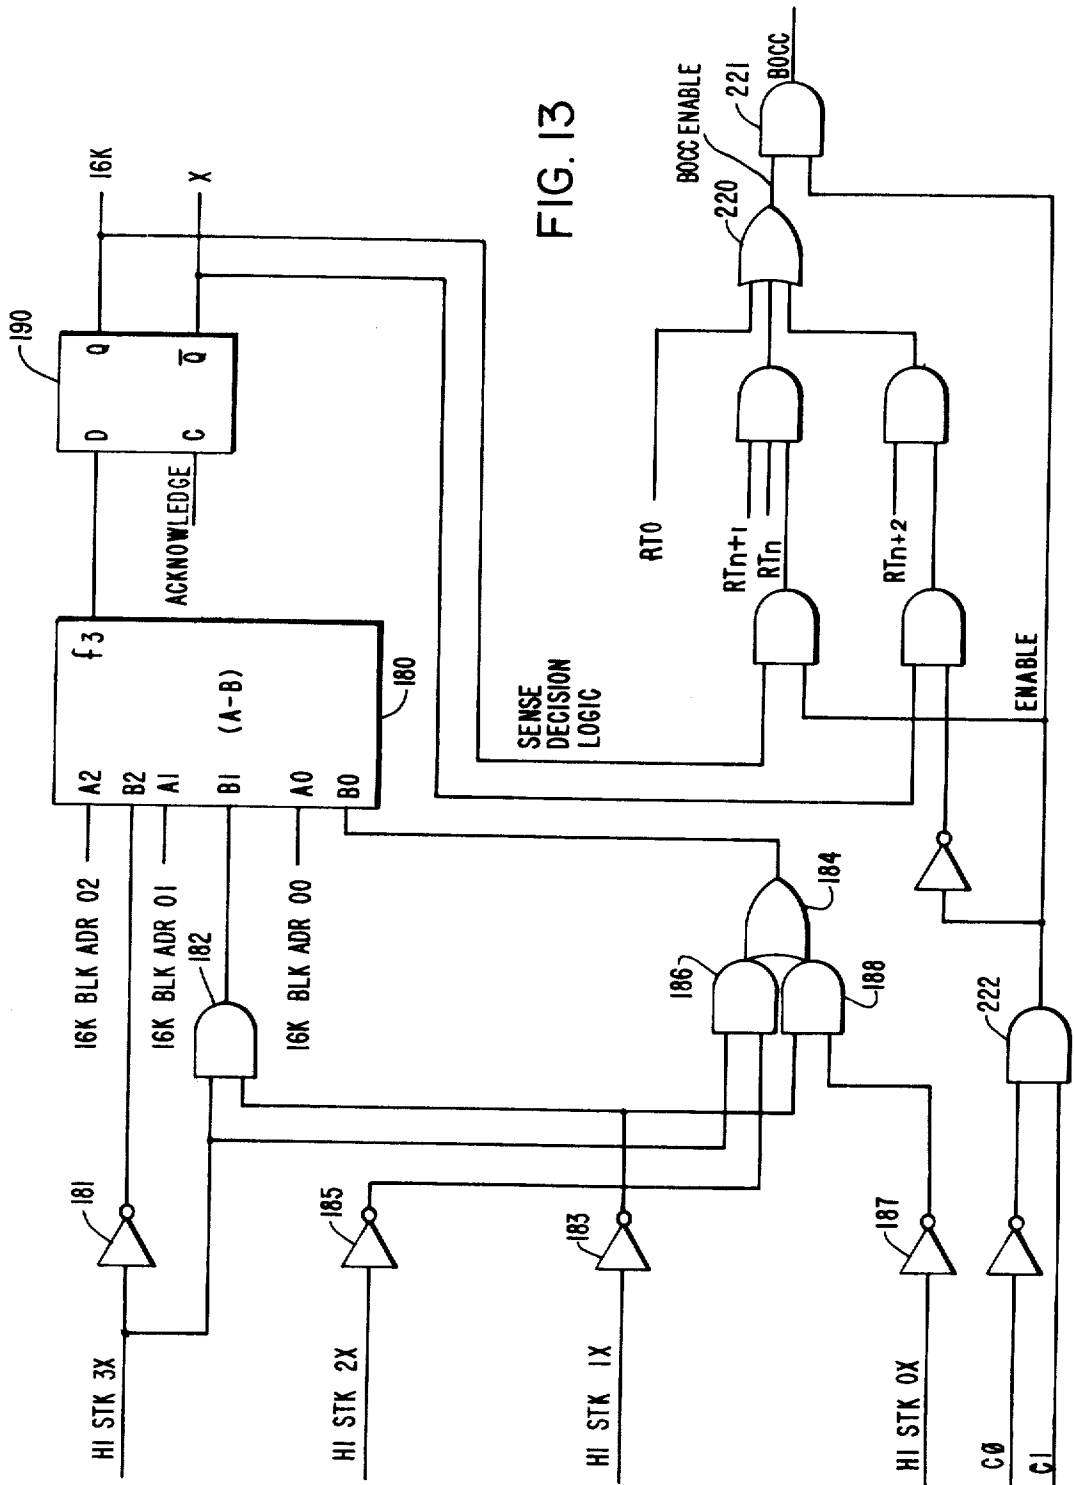 190
16K
X
D
Q
C
Q̅
ACKNOWLEDGE
f3
(A-B)
180
A2
B2
A1
B1
A0
B0
16K BLK ADR 02
16K BLK ADR 01
16K BLK ADR 00
182
181
HI STK 3X
185
HI STK 2X
183
HI STK 1X
187
HI STK 0X
CØ
C1
186
184
188
222
SENSE
DECISION
LOGIC
ENABLE
RT0
RTn+1
RTn
RTn+2
220
BOCC ENABLE
221
BOCC
FIG. 13